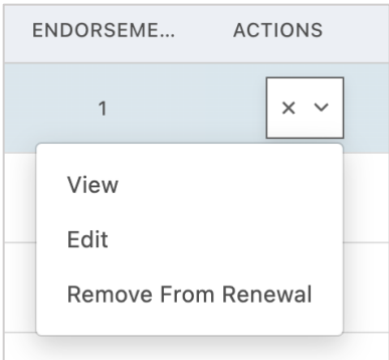 ENDORSEME... ACTIONS
1
View
Edit
Remove From Renewal